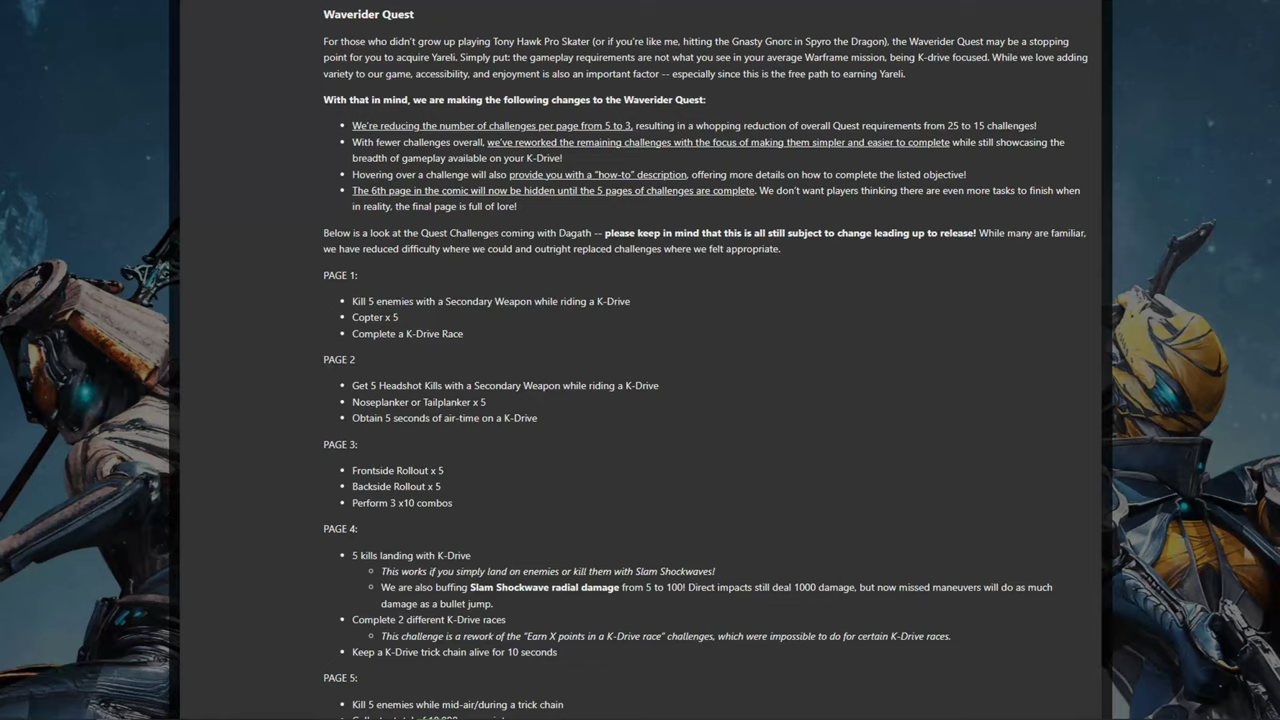 Waverider Quest
For those who didn't grow up playing Tony Hawk Pro Skater (or if you're like me, hitting the Gnasty Gnorc in Spyro the Dragon), the Waverider Quest may be a stopping
point for you to acquire Yareli. Simply put: the gameplay requirements are not what you see in your average Warframe mission, being K-drive focused. While we love adding
variety to our game, accessibility, and enjoyment is also an important factor -- especially since this is the free path to earning Yareli.
With that in mind, we are making the following changes to the Waverider Quest:
• We're reducing the number of challenges per page from 5 to 3, resulting in a whopping reduction of overall Quest requirements from 25 to 15 challenges!
• With fewer challenges overall, we've reworked the remaining challenges with the focus of making them simpler and easier to complete while still showcasing the
breadth of gameplay available on your K-Drive!
• Hovering over a challenge will also provide you with a "how-to" description, offering more details on how to complete the listed objective!
• The 6th page in the comic will now be hidden until the 5 pages of challenges are complete. We don't want players thinking there are even more tasks to finish when
in reality, the final page is full of lore!
Below is a look at the Quest Challenges coming with Dagath -- please keep in mind that this is all still subject to change leading up to release! While many are familiar,
we have reduced difficulty where we could and outright replaced challenges where we felt appropriate.
PAGE 1:
• Kill 5 enemies with a Secondary Weapon while riding a K-Drive
• Copter x 5
• Complete a K-Drive Race
PAGE 2
• Get 5 Headshot Kills with a Secondary Weapon while riding a K-Drive
• Noseplanker or Tailplanker x 5
• Obtain 5 seconds of air-time on a K-Drive
PAGE 3:
• Frontside Rollout x 5
• Backside Rollout x 5
• Perform 3 x10 combos
PAGE 4:
• 5 kills landing with K-Drive
◦ This works if you simply land on enemies or kill them with Slam Shockwaves!
◦ We are also buffing Slam Shockwave radial damage from 5 to 100! Direct impacts still deal 1000 damage, but now missed maneuvers will do as much
damage as a bullet jump.
• Complete 2 different K-Drive races
◦ This challenge is a rework of the "Earn X points in a K-Drive race" challenges, which were impossible to do for certain K-Drive races.
• Keep a K-Drive trick chain alive for 10 seconds
PAGE 5:
• Kill 5 enemies while mid-air/during a trick chain